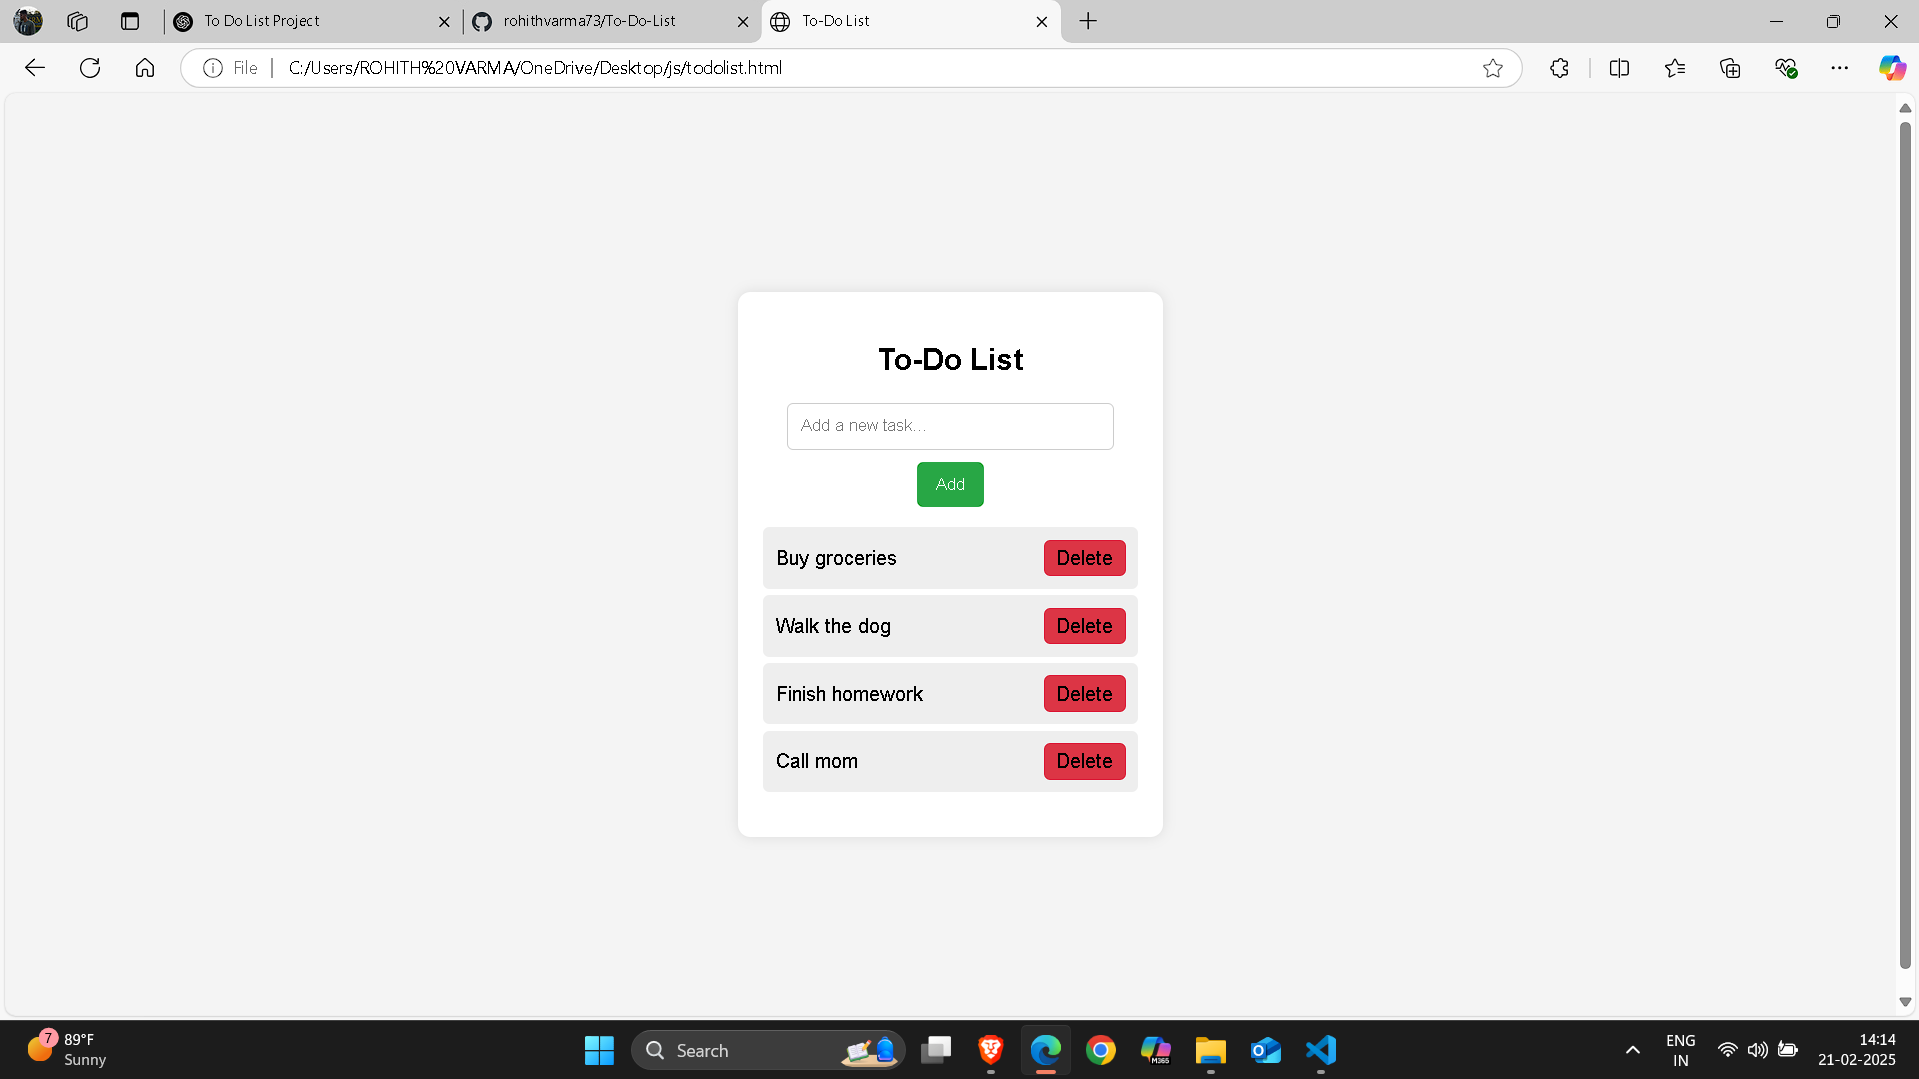 To Do List Project
rohithvarma73/To-Do-List
To-Do List
File
C:/Users/ROHITH%20VARMA/OneDrive/Desktop/js/todolist.html
To-Do List
Add a new task...
Add
Buy groceries Delete
Walk the dog Delete
Finish homework Delete
Call mom Delete
7
89°F
Sunny
Search
M365
ENG
IN
14:14
21-02-2025